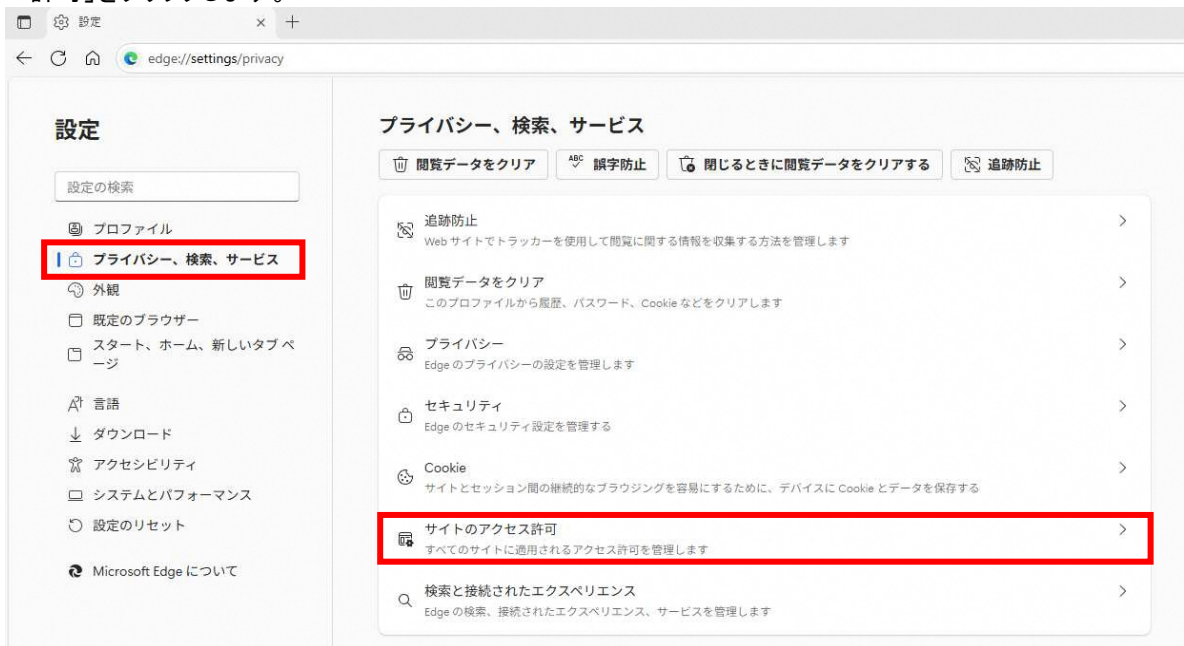 許可」をクリックします。
設定
edge://settings/privacy
設定
設定の検索
プロファイル
プライバシー、検索、サービス
外観
既定のブラウザー
スタート、ホーム、新しいタブ ペ
ージ
言語
ダウンロード
アクセシビリティ
システムとパフォーマンス
設定のリセット
Microsoft Edge について
プライバシー、検索、サービス
閲覧データをクリア
ABC 誤字防止
閉じるときに閲覧データをクリアする
追跡防止
追跡防止
Web サイトでトラッカーを使用して閲覧に関する情報を収集する方法を管理します
閲覧データをクリア
このプロファイルから履歴、パスワード、Cookie などをクリアします
プライバシー
Edge のプライバシーの設定を管理します
セキュリティ
Edge のセキュリティ設定を管理する
Cookie
サイトとセッション間の継続的なブラウジングを容易にするために、デバイスに Cookie とデータを保存する
サイトのアクセス許可
すべてのサイトに適用されるアクセス許可を管理します
検索と接続されたエクスペリエンス
Edge の検索、接続されたエクスペリエンス、サービスを管理します